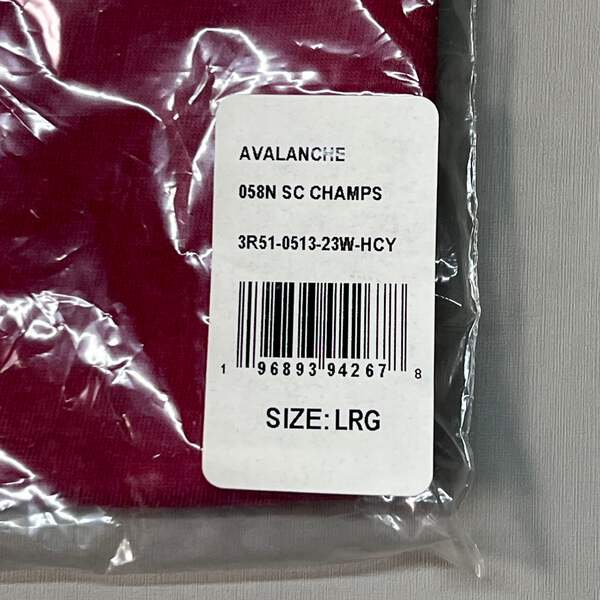 AVALANCHE
058N SC CHAMPS
3R51-0513-23W-HCY
1 96893 94267 8
SIZE: LRG